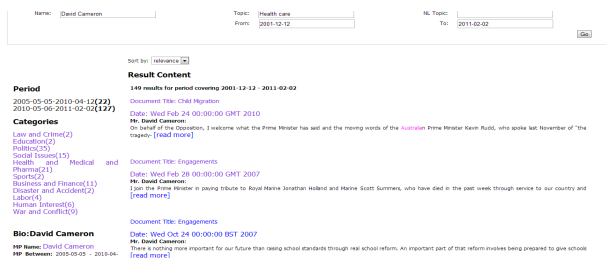 Name: David Cameron Topic: Health care NL Topic:
From: 2001-12-12 To: 2011-02-02
Go
Sort by: relevance
Result Content
Period
149 results for period covering 2001-12-12 - 2011-02-02
2005-05-05-2010-04-12(22)
2010-05-06-2011-02-02(127)
Document Title: Child Migration
Categories
Date: Wed Feb 24 00:00:00 GMT 2010
Mr. David Cameron:
Law and Crime(2)
On behalf of the Opposition, I welcome what the Prime Minister has said and the moving words of the Australian Prime Minister Kevin Rudd, who spoke last November of "the
tragedy- [read more]
Education(2)
Politics(35)
Social Issues(15)
Health and Medical and
Pharma(21)
Document Title: Engagements
Sports(2)
Date: Wed Feb 28 00:00:00 GMT 2007
Business and Finance(11)
Mr. David Cameron:
Disaster and Accident(2)
I join the Prime Minister in paying tribute to Royal Marine Jonathan Holland and Marine Scott Summers, who have died in the past week through service to our country and
[read more]
Labor(4)
Human Interest(6)
War and Conflict(9)
Document Title: Engagements
Bio:David Cameron
Date: Wed Oct 24 00:00:00 BST 2007
Mr. David Cameron:
MP Name: David Cameron
There is nothing more important for our future than raising school standards through real school reform. An important part of that reform involves being prepared to give schools
MP Between: 2005-05-05 - 2010-04-
[read more]